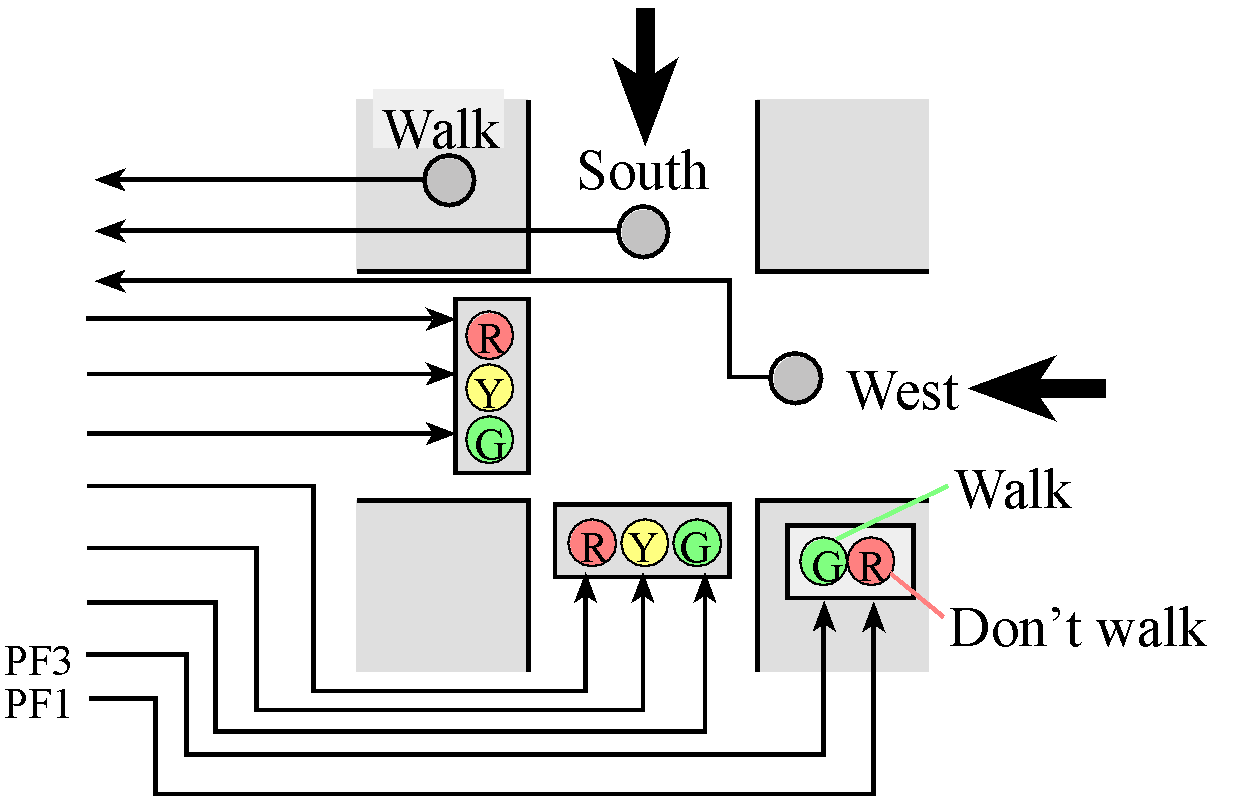 Walk
South
R
Y
G
West
Walk
R Y G
G R
Don't walk
PF3
PF1